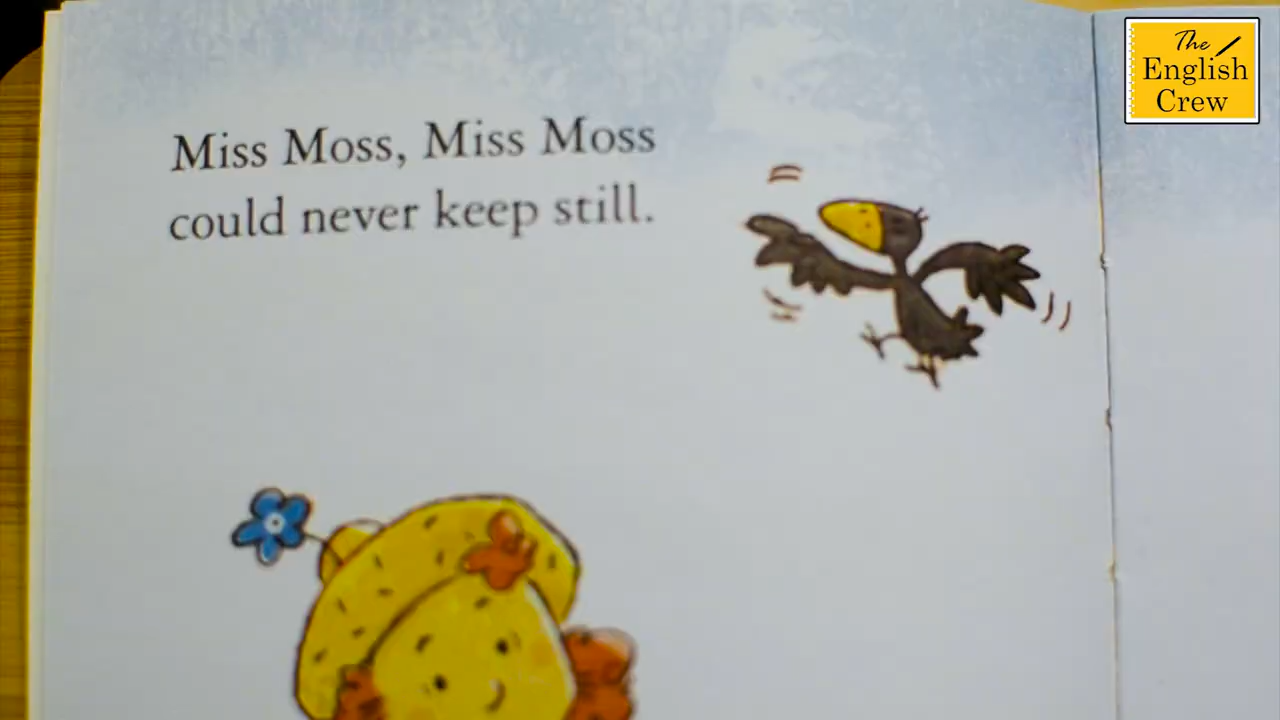 Miss Moss, Miss Moss
could never keep still.
The
English
Crew